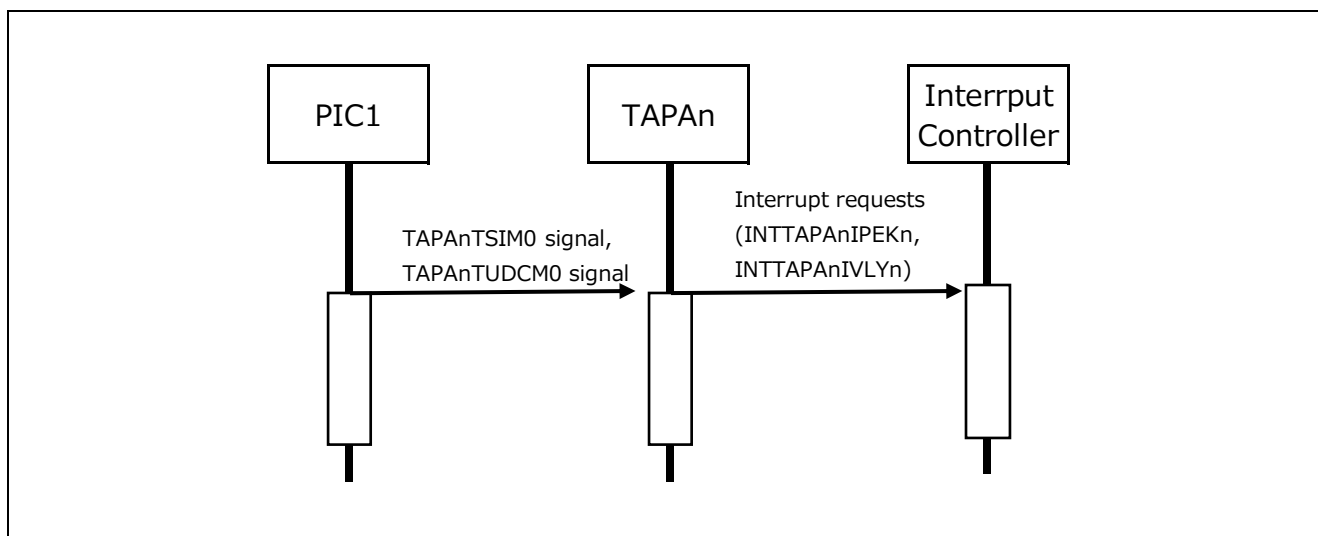 PIC1
TAPAn
Interrput
Controller
TAPAnTSIM0 signal,
TAPAnTUDCM0 signal
Interrupt requests
(INTTAPAnIPEKn,
INTTAPAnIVLYn)